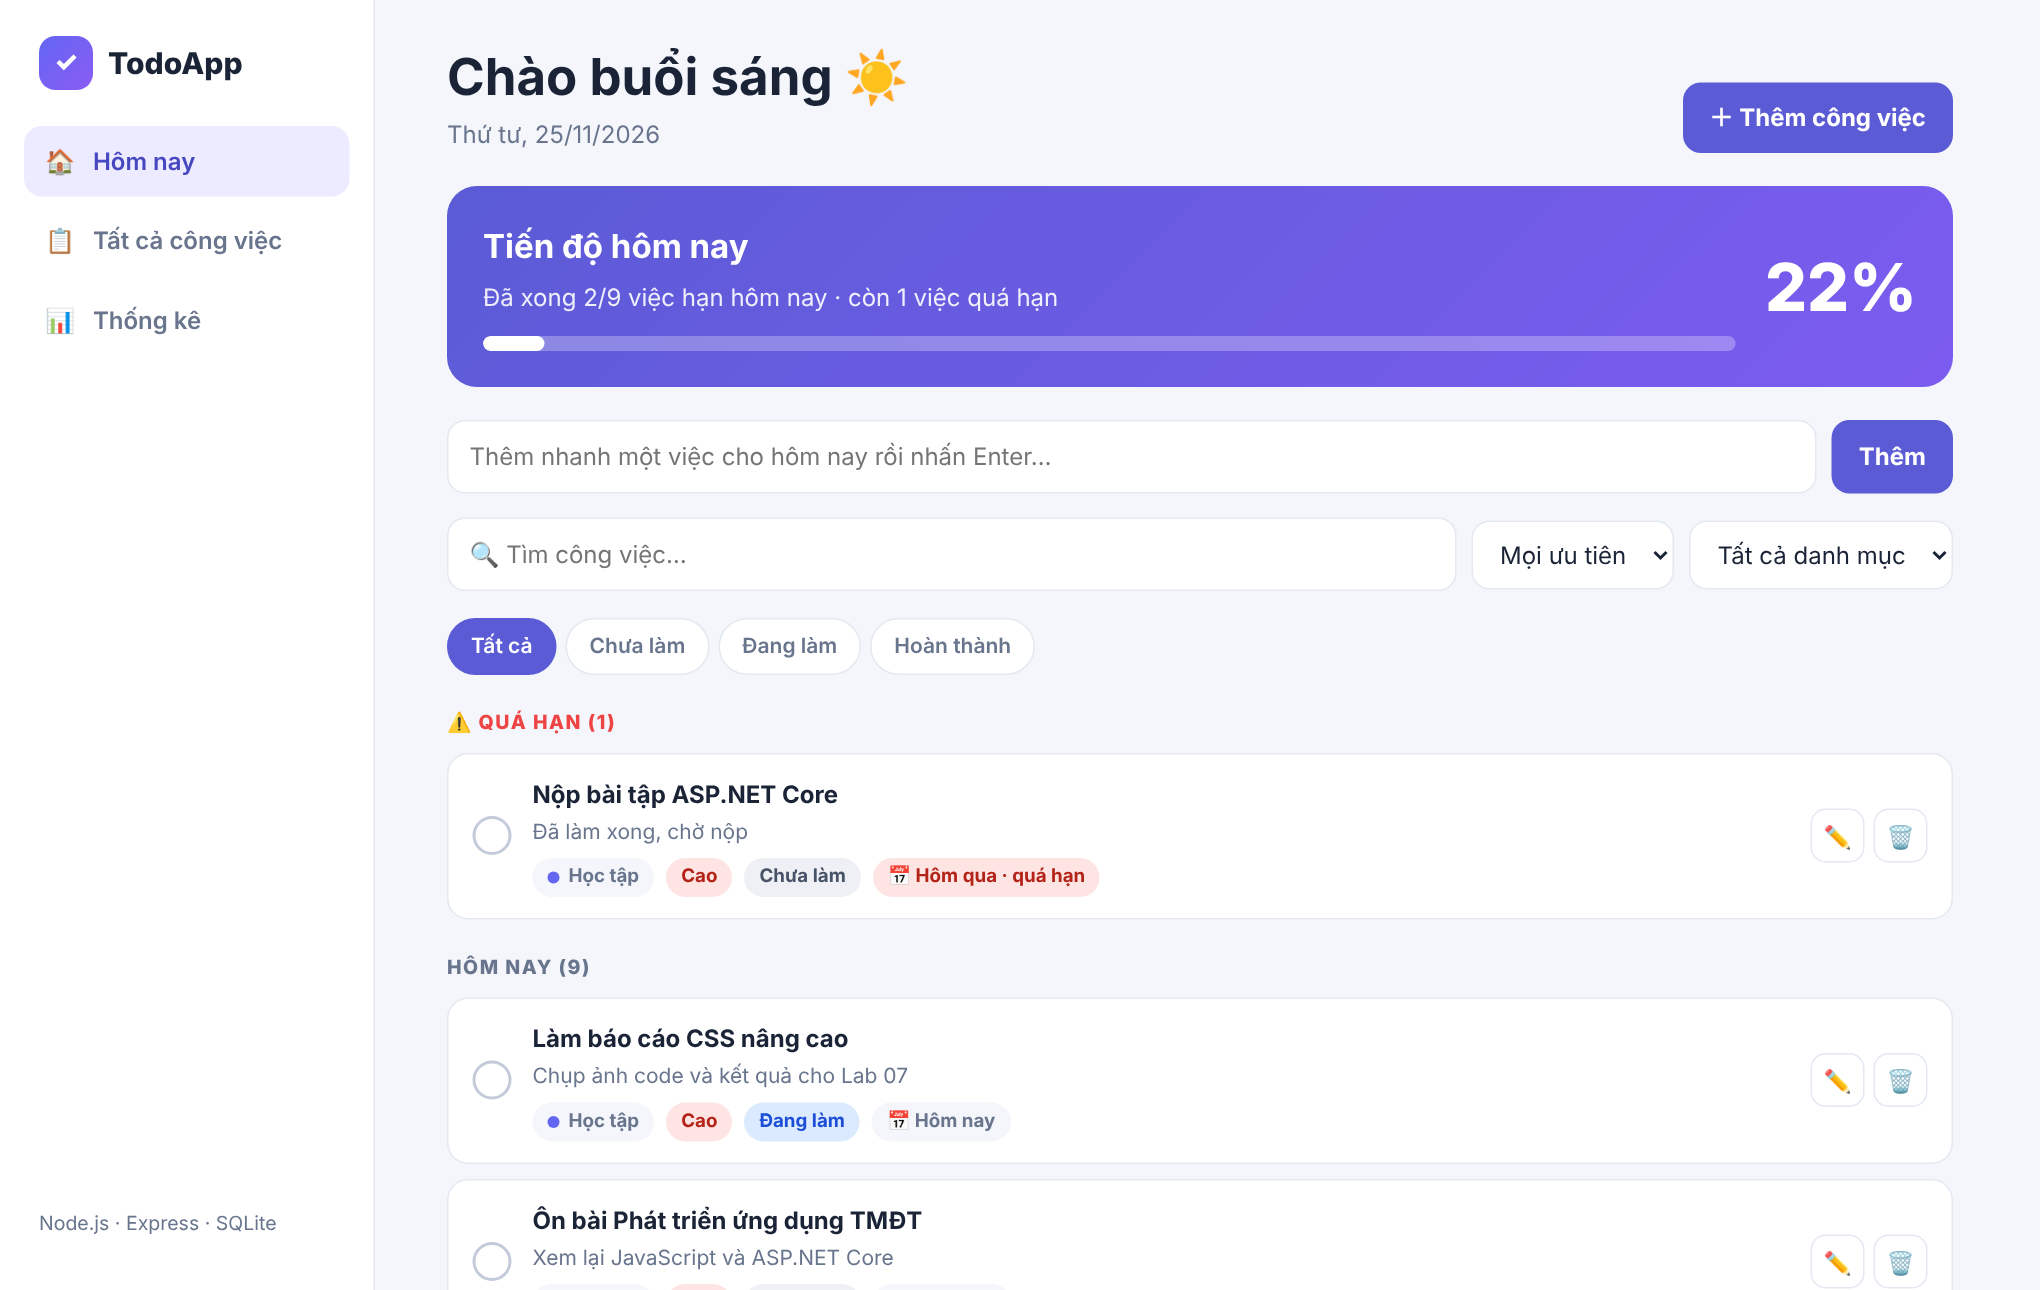 TodoApp
Hôm nay
Tất cả công việc
Thống kê
Node.js · Express · SQLite
Chào buổi sáng
Thứ tư, 25/11/2026
+ Thêm công việc
Tiến độ hôm nay
Đã xong 2/9 việc hạn hôm nay · còn 1 việc quá hạn
22%
Thêm nhanh một việc cho hôm nay rồi nhấn Enter...
Thêm
Tìm công việc...
Mọi ưu tiên
Tất cả danh mục
Tất cả
Chưa làm
Đang làm
Hoàn thành
QUÁ HẠN (1)
Nộp bài tập ASP.NET Core
Đã làm xong, chờ nộp
Học tập
Cao
Chưa làm
Hôm qua · quá hạn
HÔM NAY (9)
Làm báo cáo CSS nâng cao
Chụp ảnh code và kết quả cho Lab 07
Học tập
Cao
Đang làm
Hôm nay
Ôn bài Phát triển ứng dụng TMĐT
Xem lại JavaScript và ASP.NET Core